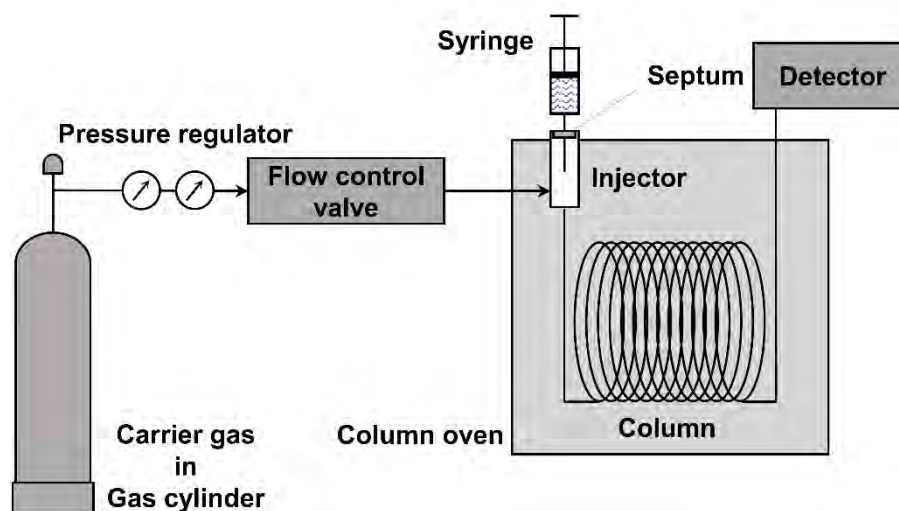 Syringe
Septum
Detector
Pressure regulator
Flow control
valve
Injector
Carrier gas
in
Gas cylinder
Column oven
Column